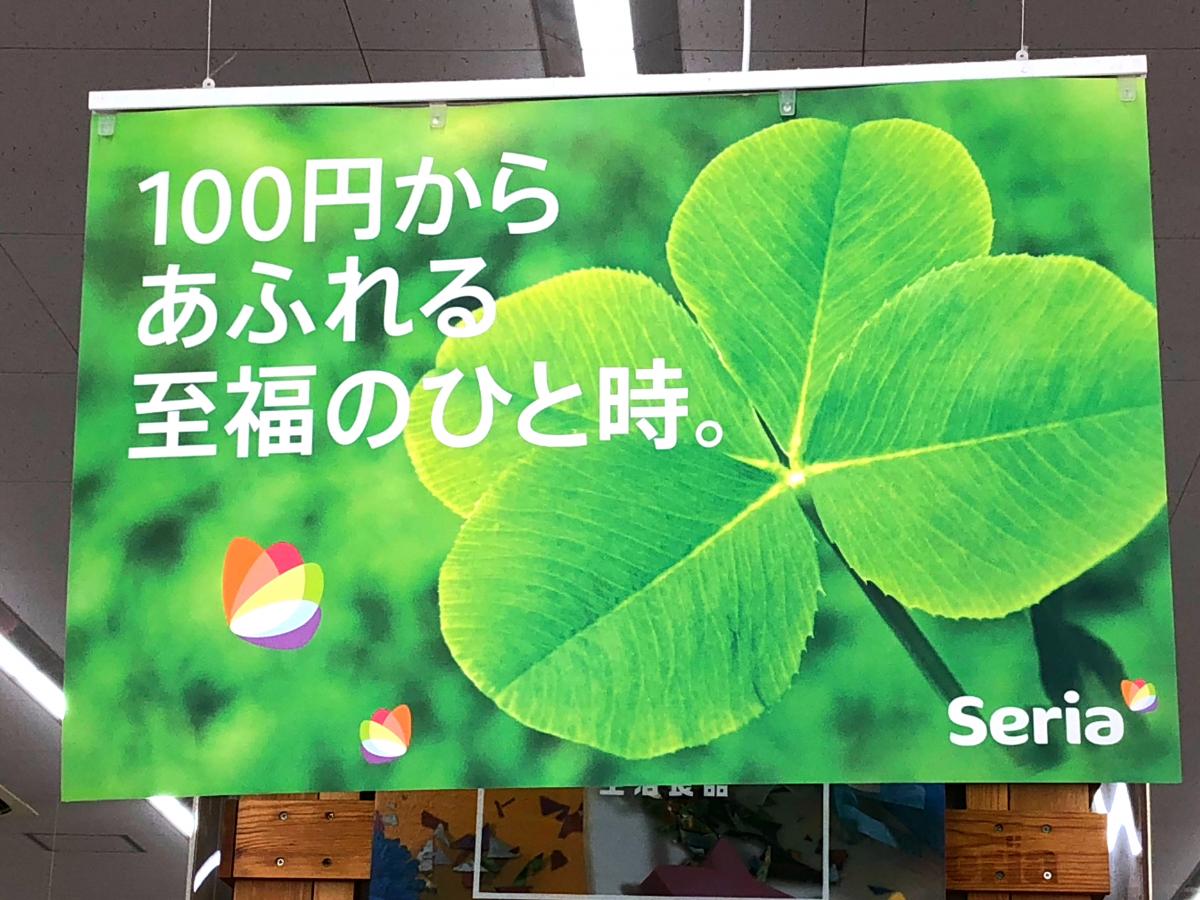 100円から
あふれる
至福のひと時。
Seria